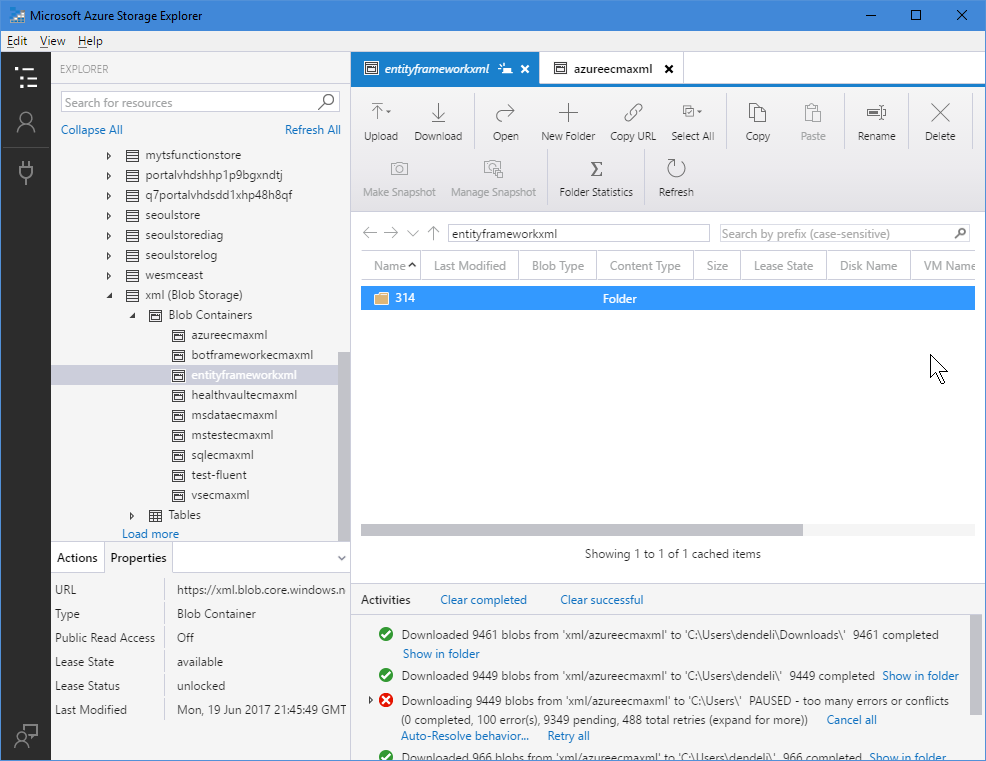 Microsoft Azure Storage Explorer
Edit View Help
EXPLORER
Search for resources
Collapse All Refresh All
mytsfunctionstore
portalvhdshhp1p9bgxndtj
q7portalvhdsdd1xhp48h8qf
seoulstore
seoulstorediag
seoulstorelog
wesmceast
xml (Blob Storage)
Blob Containers
azureecmaxml
botframeworkecmaxml
entityframeworkxml
healthvaultecmaxml
msdataecmaxml
mstestecmaxml
sqlecmaxml
test-fluent
vsecmaxml
Tables
Load more
Actions Properties
URL https://xml.blob.core.windows.n
Type Blob Container
Public Read Access Off
Lease State available
Lease Status unlocked
Last Modified Mon, 19 Jun 2017 21:45:49 GMT
entityframeworkxml azureecmaxml
Upload Download Open New Folder Copy URL Select All Copy Paste Rename Delete
Make Snapshot Manage Snapshot Folder Statistics Refresh
entityframeworkxml Search by prefix (case-sensitive)
Name Last Modified Blob Type Content Type Size Lease State Disk Name VM Name
314 Folder
Showing 1 to 1 of 1 cached items
Activities Clear completed Clear successful
Downloaded 9461 blobs from 'xml/azureecmaxml' to 'C:\Users\dendeli\Downloads\' 9461 completed
Show in folder
Downloaded 9449 blobs from 'xml/azureecmaxml' to 'C:\Users\dendeli\' 9449 completed Show in folder
Downloading 9449 blobs from 'xml/azureecmaxml' to 'C:\Users\' PAUSED - too many errors or conflicts
(0 completed, 100 error(s), 9349 pending, 488 total retries (expand for more)) Cancel all
Auto-Resolve behavior... Retry all
Downloaded 966 blobs from 'xml/azureecmaxml' to 'C:\Users\dendeli\' 966 completed Show in folder